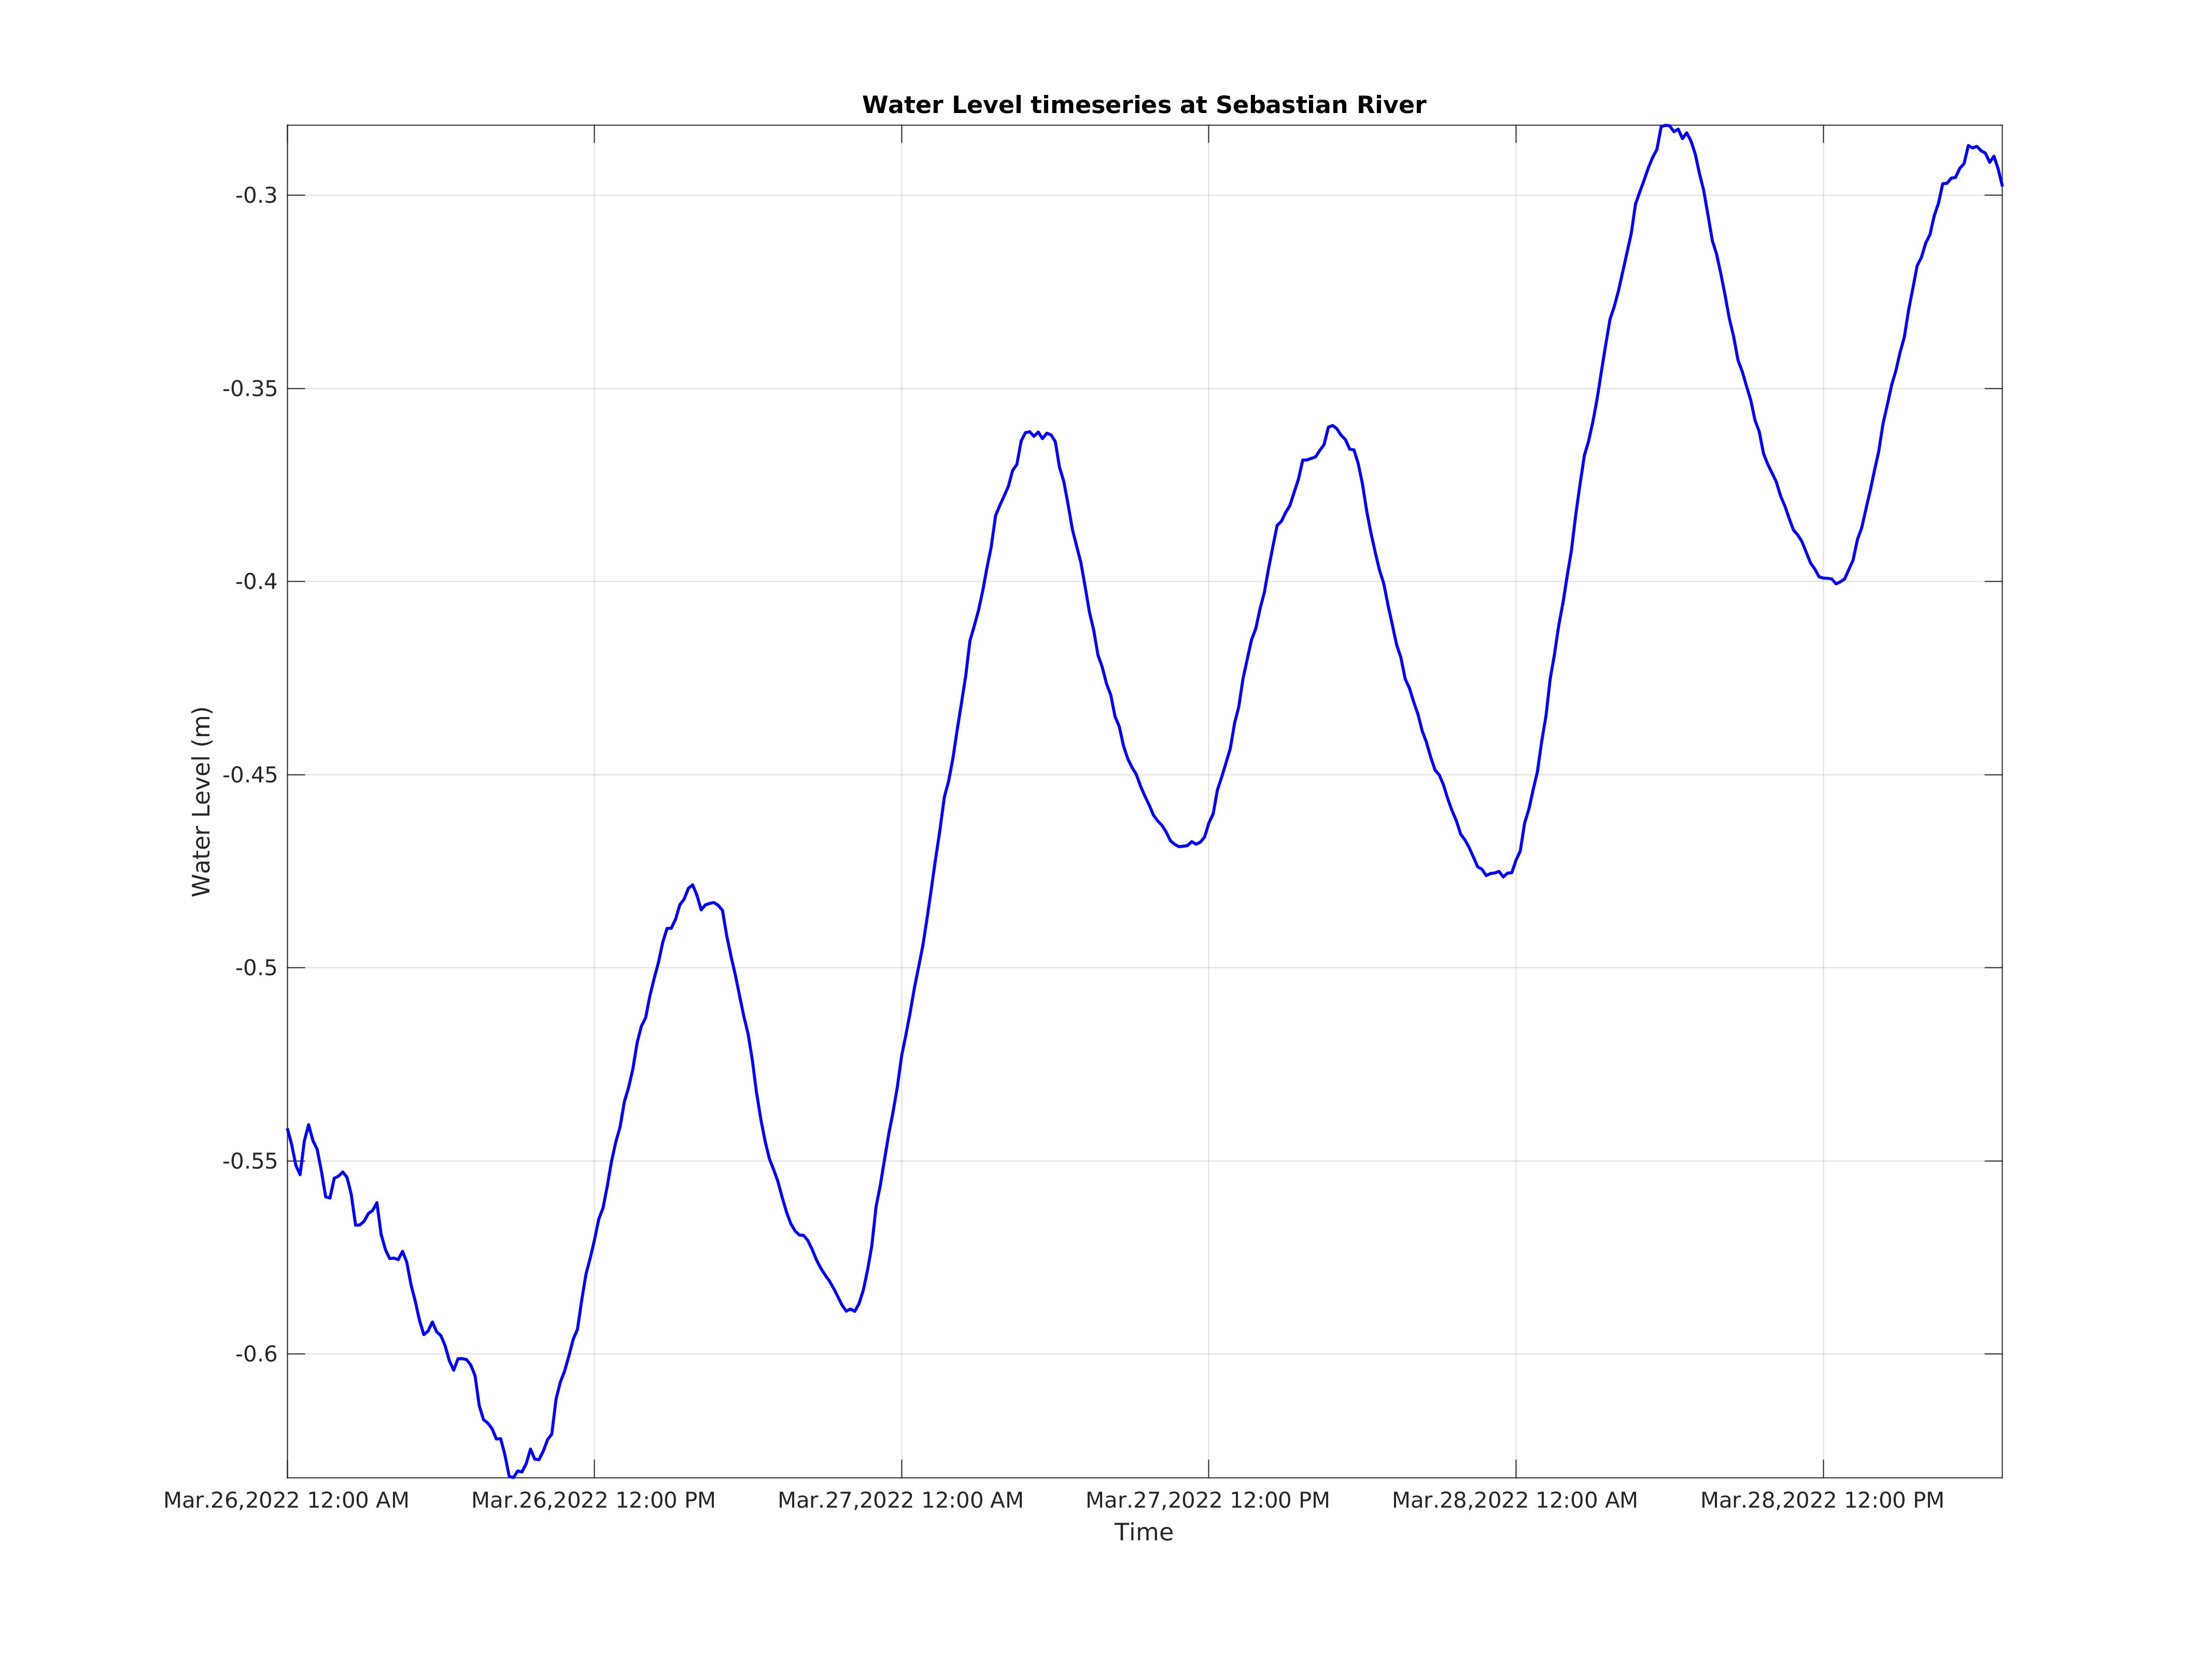 Water Level timeseries at Sebastian River
-0.3
-0.35
-0.4
-0.45
-0.5
-0.55
-0.6
Water Level (m)
Mar.26,2022 12:00 AM
Mar.26,2022 12:00 PM
Mar.27,2022 12:00 AM
Mar.27,2022 12:00 PM
Mar.28,2022 12:00 AM
Mar.28,2022 12:00 PM
Time